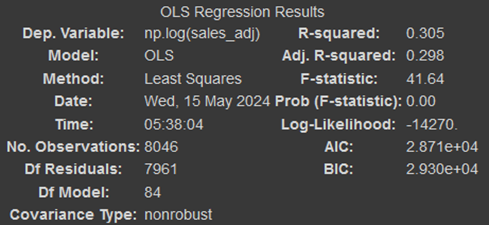 OLS Regression Results
Dep. Variable: np.log(sales_adj) R-squared: 0.305
Model: OLS Adj. R-squared: 0.298
Method: Least Squares F-statistic: 41.64
Date: Wed, 15 May 2024 Prob (F-statistic): 0.00
Time: 05:38:04 Log-Likelihood: -14270.
No. Observations: 8046 AIC: 2.871e+04
Df Residuals: 7961 BIC: 2.930e+04
Df Model: 84
Covariance Type: nonrobust